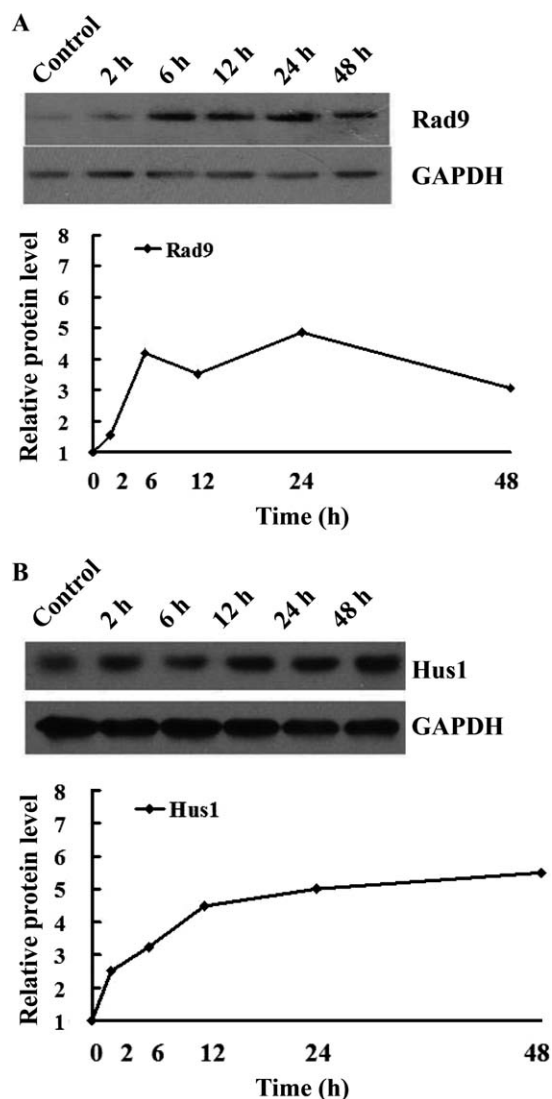 A
Control 2 h 6 h 12 h 24 h 48 h
Rad9
GAPDH
8
Rad9
7
6
5
4
3
2
1
Relative protein level
0 2 6 12 24 48
Time (h)
B
Control 2 h 6 h 12 h 24 h 48 h
Hus1
GAPDH
8
Hus1
7
6
5
4
3
2
1
Relative protein level
0 2 6 12 24 48
Time (h)